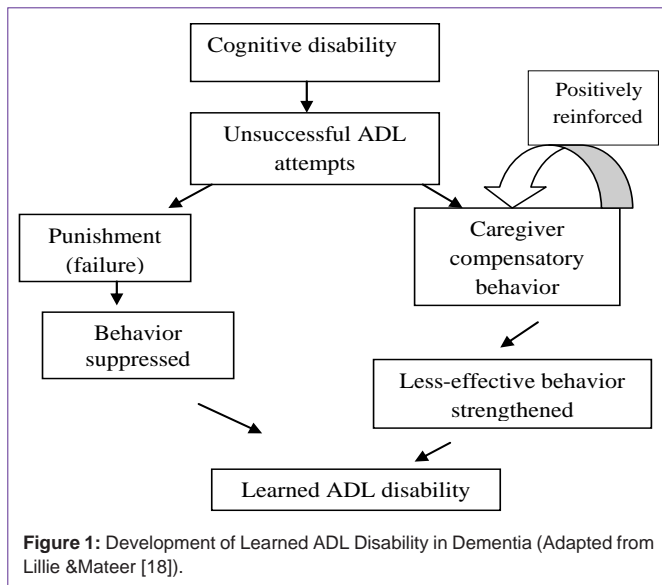 Cognitive disability
Positively
reinforced
Unsuccessful ADL
attempts
Punishment
(failure)
Caregiver
compensatory
behavior
Behavior
suppressed
Less-effective behavior
strengthened
Learned ADL disability
Figure 1: Development of Learned ADL Disability in Dementia (Adapted from
Lillie &Mateer [18]).